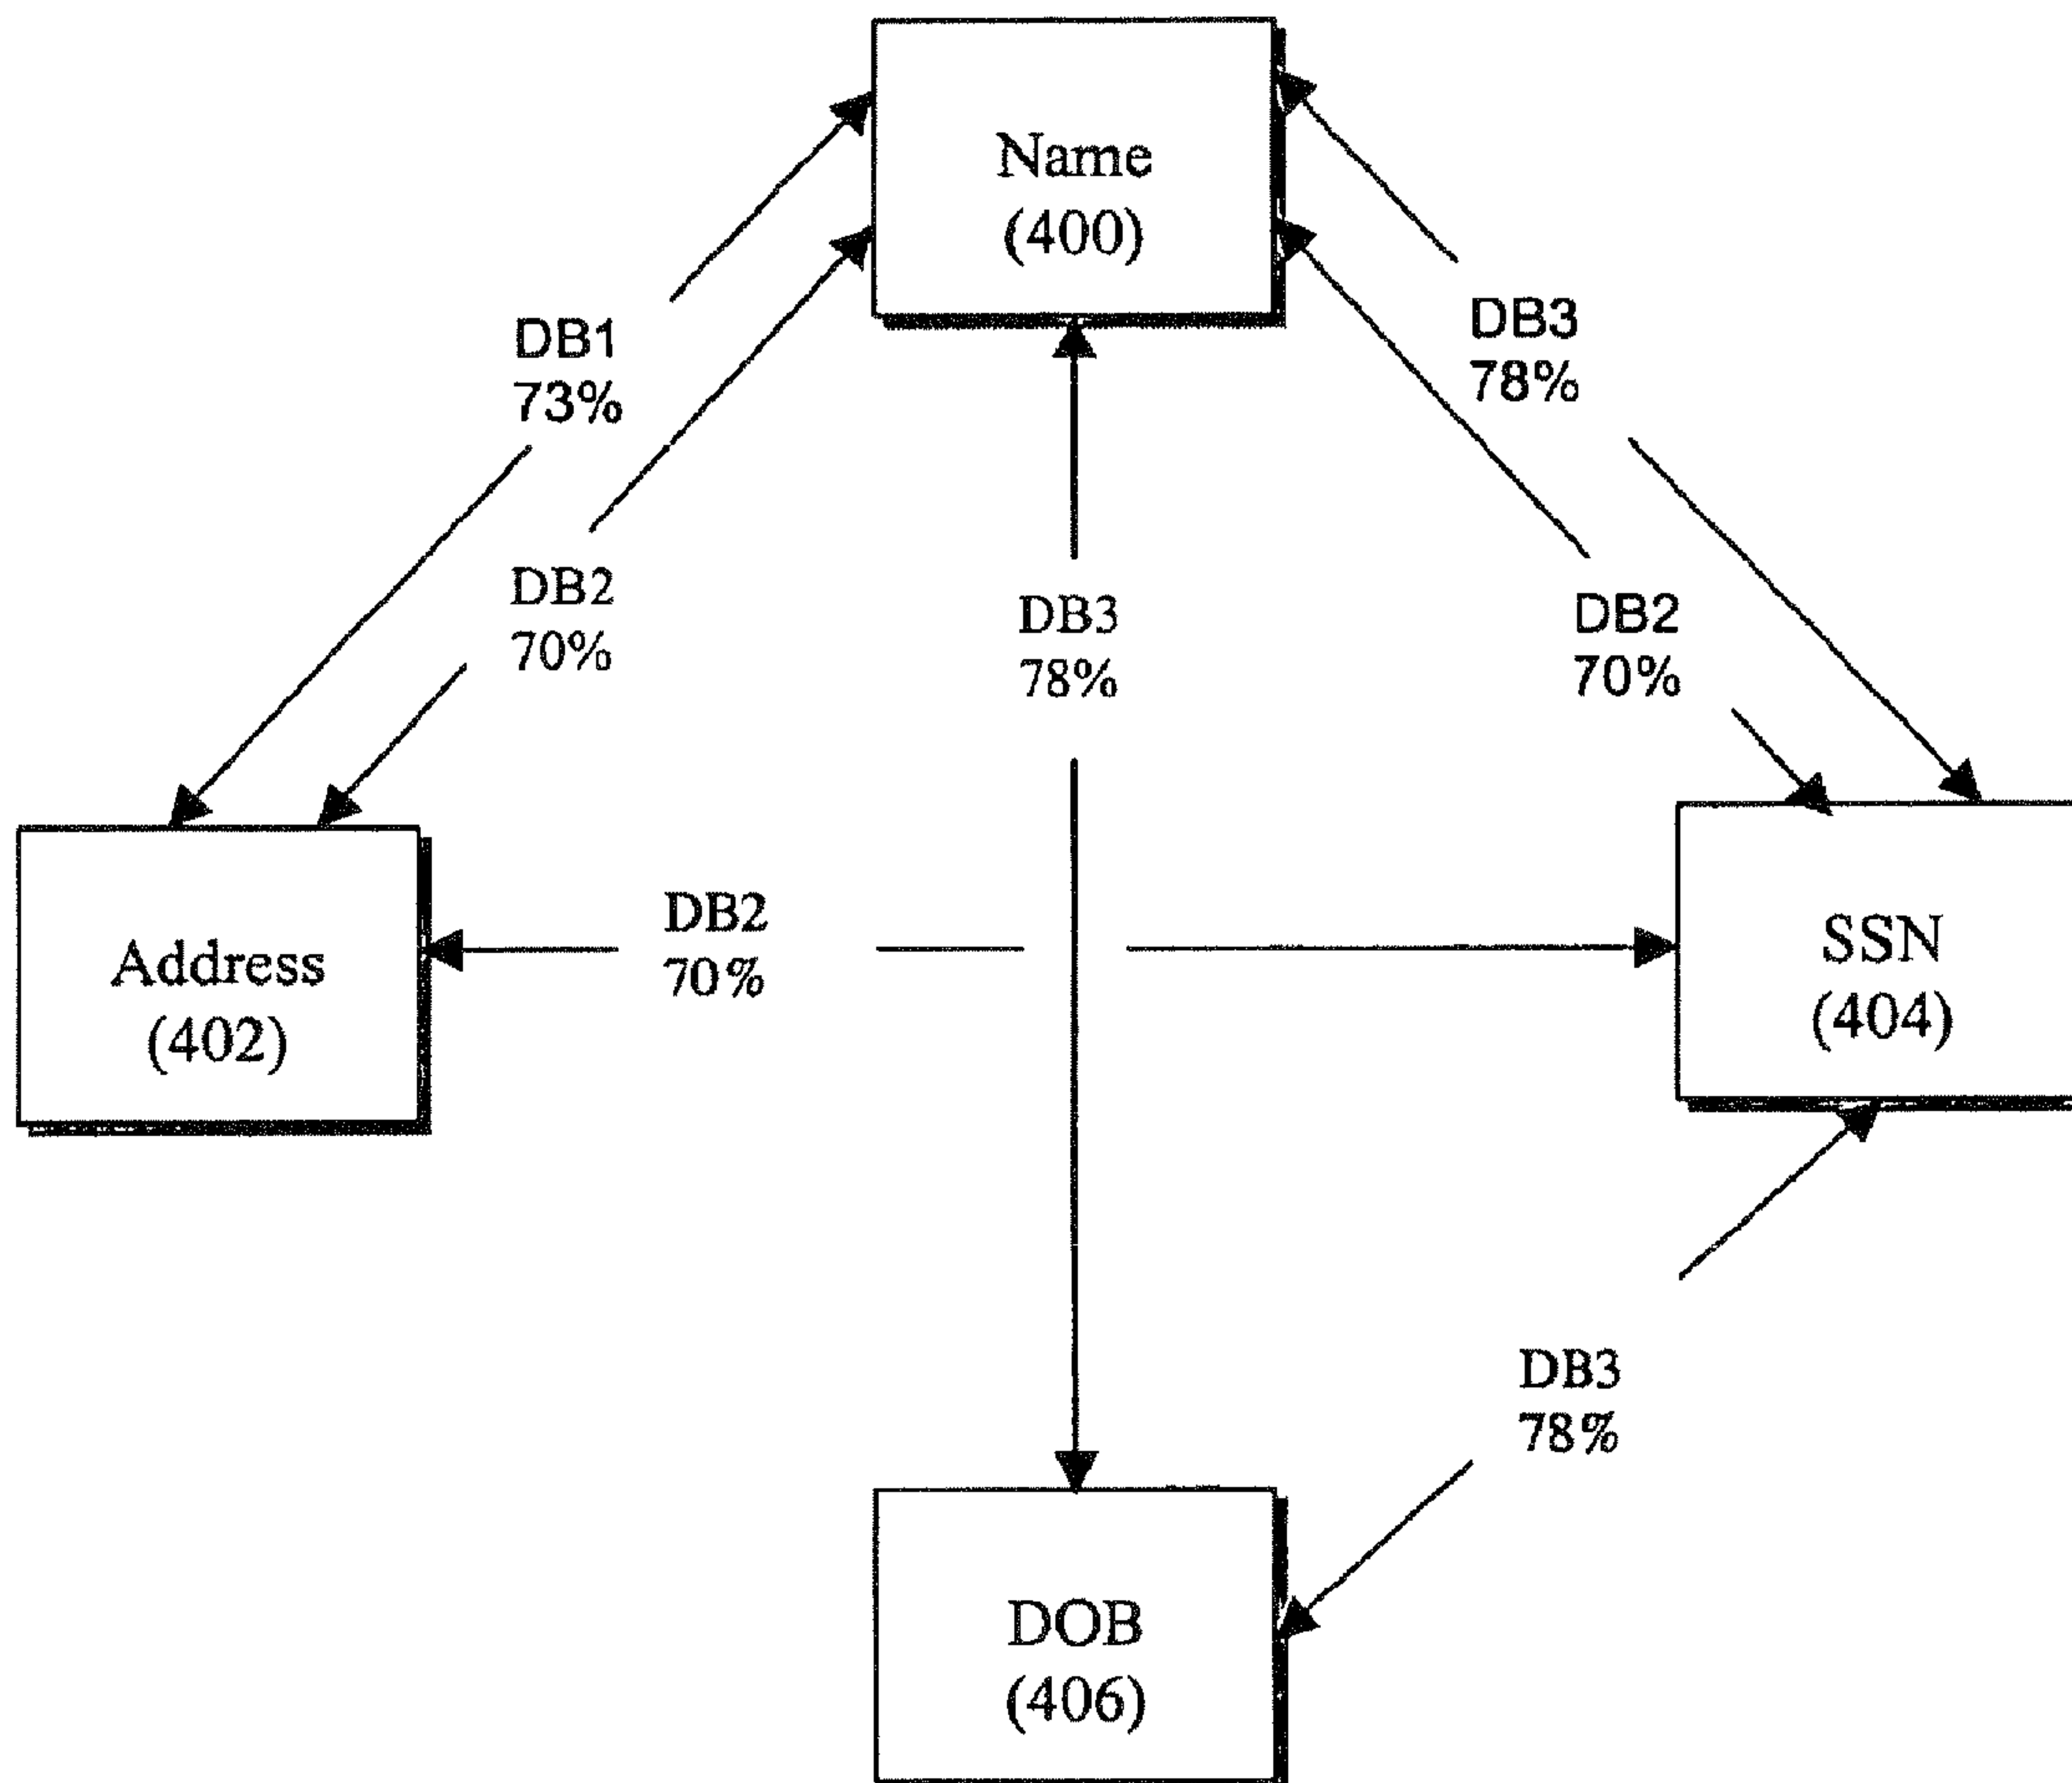 Name
(400)
DB1
73%
DB3
78%
DB2
70%
DB3
78%
DB2
70%
Address
(402)
DB2
70%
SSN
(404)
DB3
78%
DOB
(406)